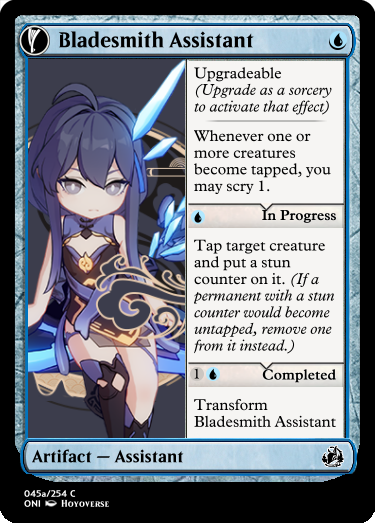 Bladesmith Assistant
Upgradeable
(Upgrade as a sorcery
to activate that effect)
Whenever one or
more creatures
become tapped, you
may scry 1.
In Progress
Tap target creature
and put a stun
counter on it. (If a
permanent with a stun
counter would become
untapped, remove one
from it instead.)
1 Completed
Transform
Bladesmith Assistant
Artifact — Assistant
045a/254 C
ONI Hoyoverse